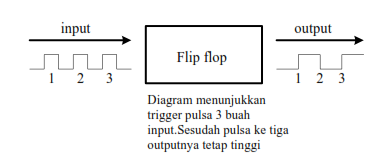 input
output
Flip flop
1 2 3
1 2 3
Diagram menunjukkan
trigger pulsa 3 buah
input.Sesudah pulsa ke tiga
outputnya tetap tinggi